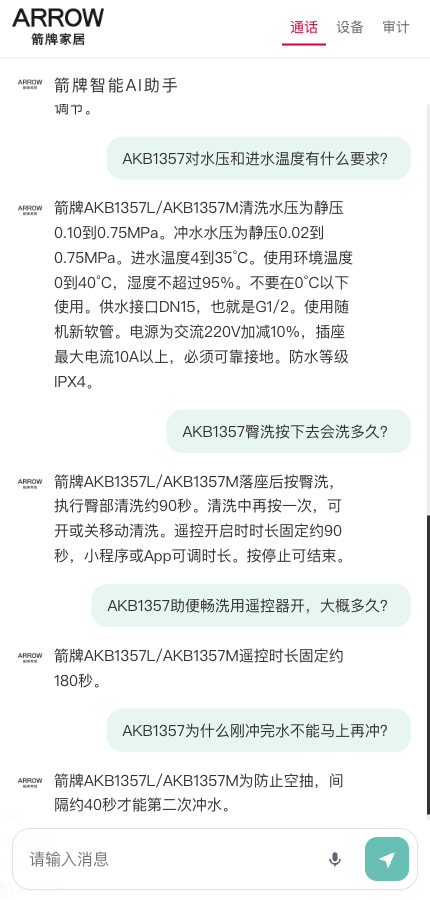 ARROW
箭牌家居
通话 设备 审计
ARROW
箭牌家居
箭牌智能AI助手
调节。
AKB1357对水压和进水温度有什么要求？
ARROW
箭牌家居
箭牌AKB1357L/AKB1357M清洗水压为静压
0.10到0.75MPa。冲水水压为静压0.02到
0.75MPa。进水温度4到35°C。使用环境温度
0到40°C，湿度不超过95%。不要在0°C以下
使用。供水接口DN15，也就是G1/2。使用随
机新软管。电源为交流220V加减10%，插座
最大电流10A以上，必须可靠接地。防水等级
IPX4。
AKB1357臀洗按下去会洗多久？
ARROW
箭牌家居
箭牌AKB1357L/AKB1357M落座后按臀洗，
执行臀部清洗约90秒。清洗中再按一次，可
开或关移动清洗。遥控开启时时长固定约90
秒，小程序或App可调时长。按停止可结束。
AKB1357助便畅洗用遥控器开，大概多久？
ARROW
箭牌家居
箭牌AKB1357L/AKB1357M遥控时长固定约
180秒。
AKB1357为什么刚冲完水不能马上再冲？
ARROW
箭牌家居
箭牌AKB1357L/AKB1357M为防止空抽，间
隔约40秒才能第二次冲水。
请输入消息